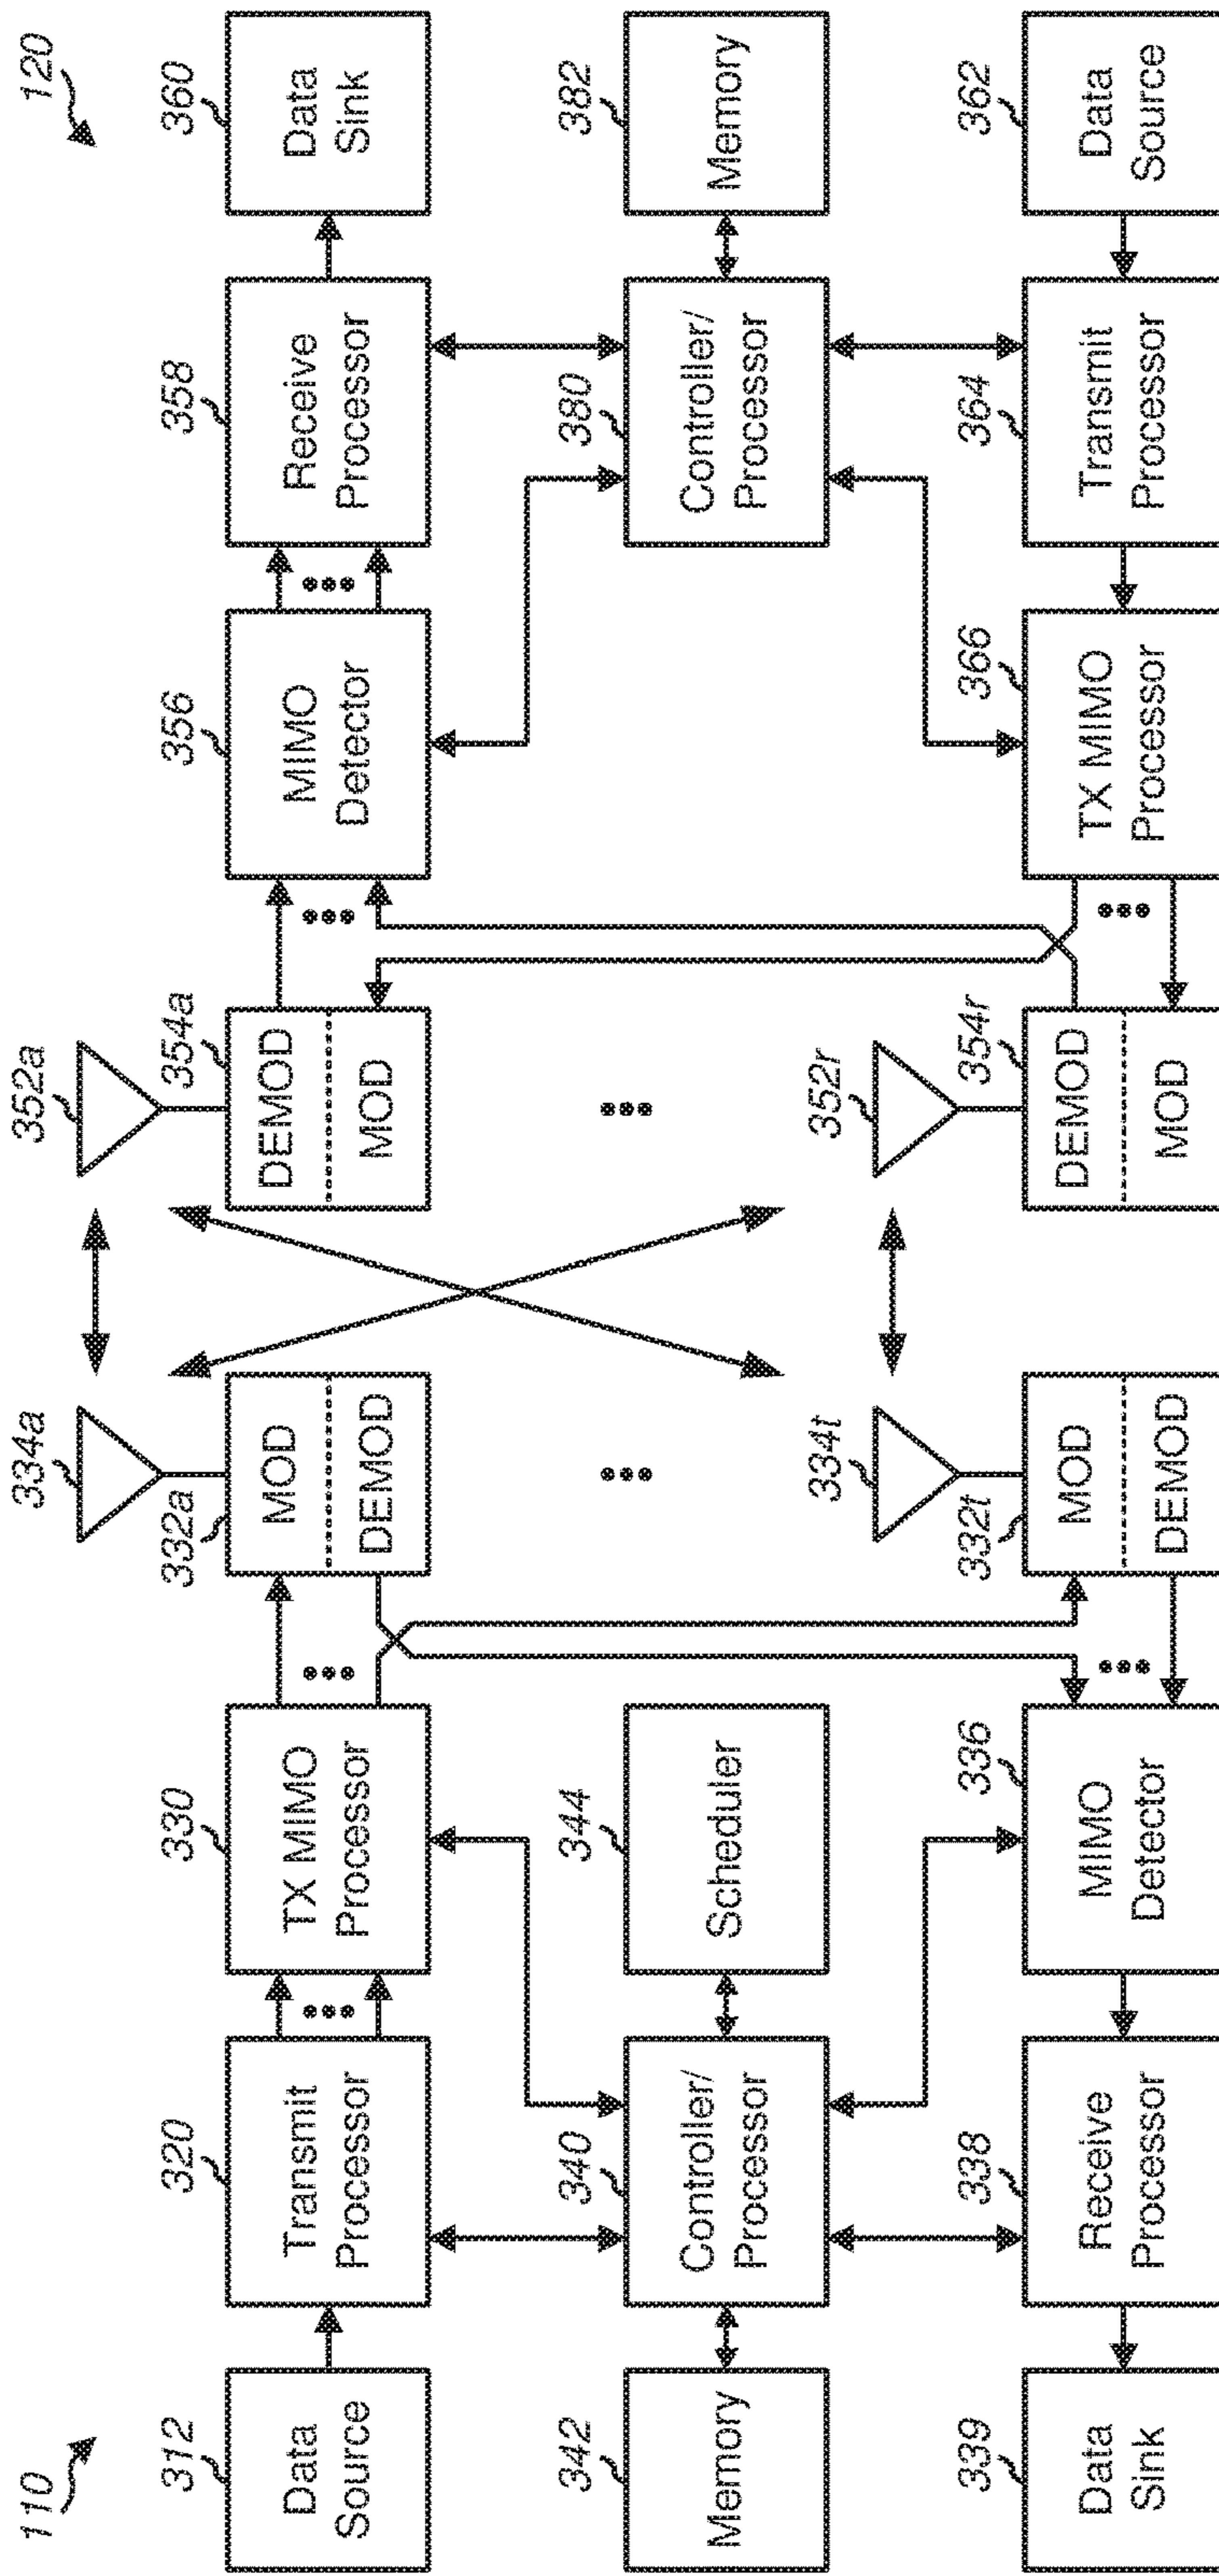 110
120
312
Data
Source
320
Transmit
Processor
330
TX MIMO
Processor
332a
334a
MOD
DEMOD
352a
354a
DEMOD
MOD
356
MIMO
Detector
358
Receive
Processor
360
Data
Sink
342
Memory
340
Controller/
Processor
344
Scheduler
380
Controller/
Processor
382
Memory
339
Data
Sink
338
Receive
Processor
336
MIMO
Detector
332t
334t
MOD
DEMOD
352r
354r
DEMOD
MOD
366
TX MIMO
Processor
364
Transmit
Processor
362
Data
Source